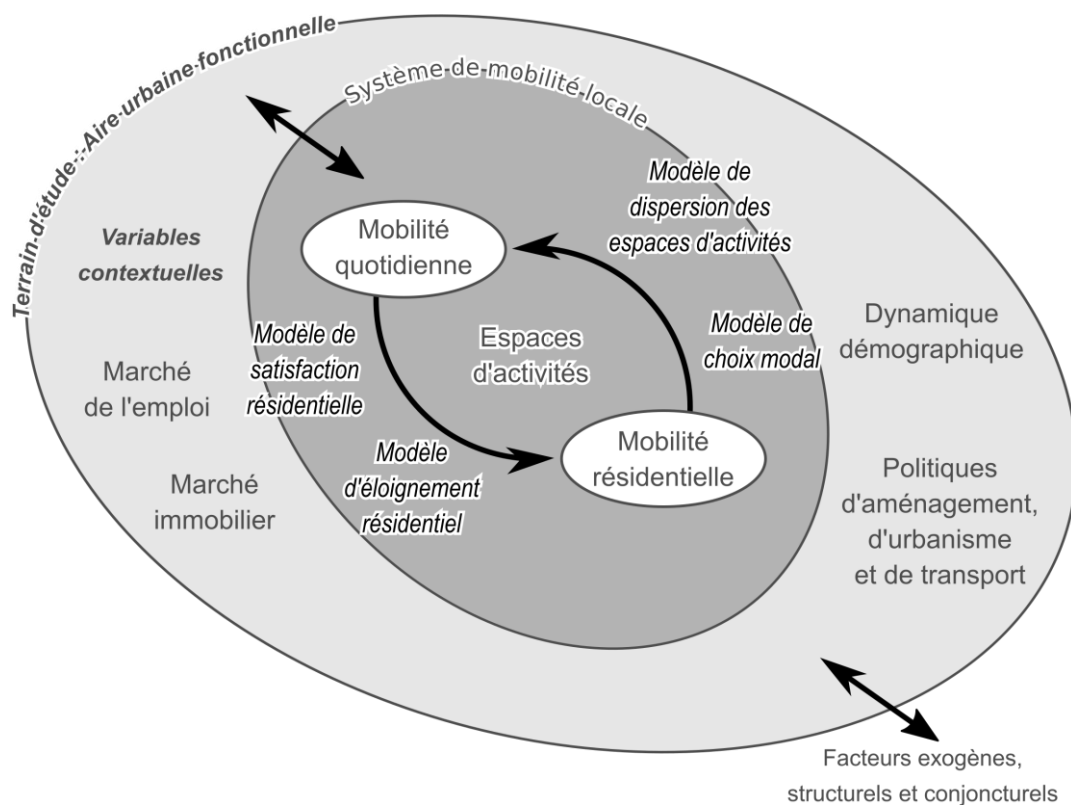 Terrain d'étude : Aire urbaine fonctionnelle
Système de mobilité locale
Variables
contextuelles
Mobilité
quotidienne
Modèle de
dispersion des
espaces d'activités
Modèle de
satisfaction
résidentielle
Espaces
d'activités
Modèle de
choix modal
Dynamique
démographique
Marché
de l'emploi
Mobilité
résidentielle
Modèle
d'éloignement
résidentiel
Marché
immobilier
Politiques
d'aménagement,
d'urbanisme
et de transport
Facteurs exogènes,
structurels et conjoncturels